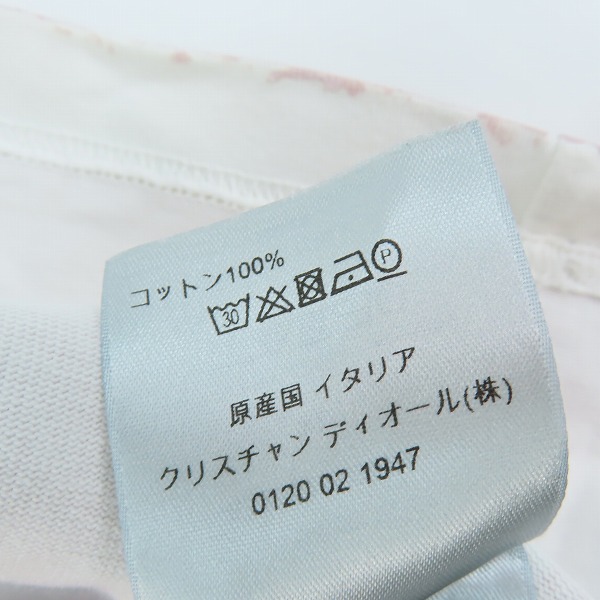 コットン100%
30 P
原産国 イタリア
クリスチャン ディオール(株)
0120 02 1947